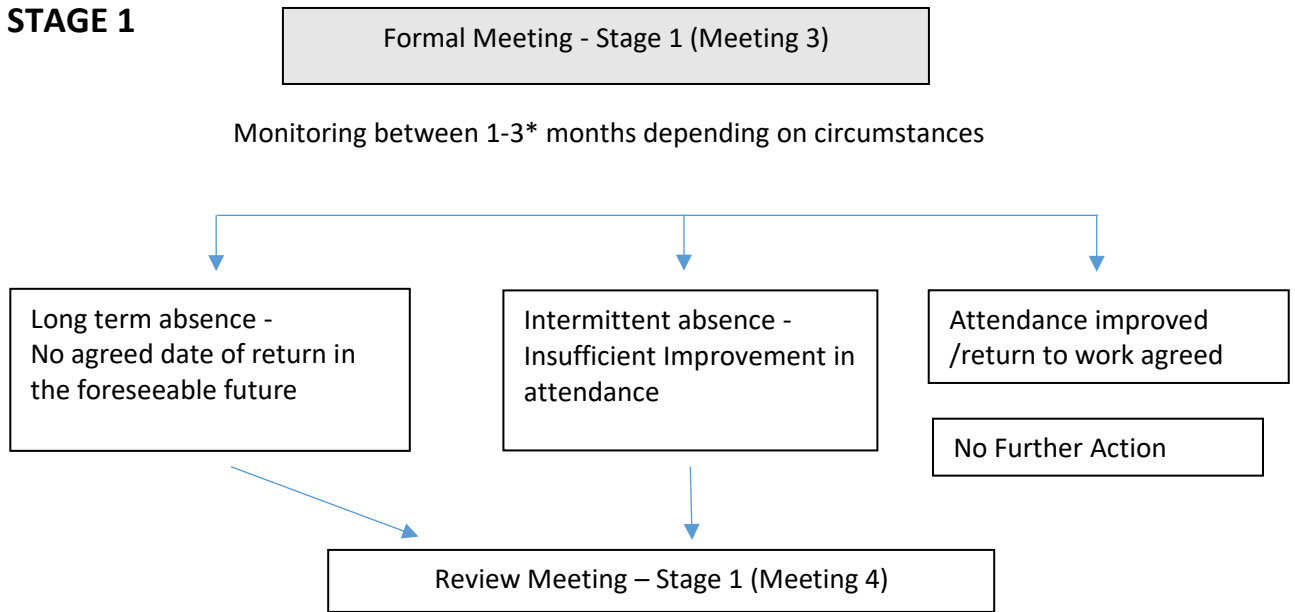 STAGE 1
Formal Meeting - Stage 1 (Meeting 3)
Monitoring between 1-3* months depending on circumstances
Long term absence -
No agreed date of return in
the foreseeable future
Intermittent absence -
Insufficient Improvement in
attendance
Attendance improved
/return to work agreed
No Further Action
Review Meeting – Stage 1 (Meeting 4)